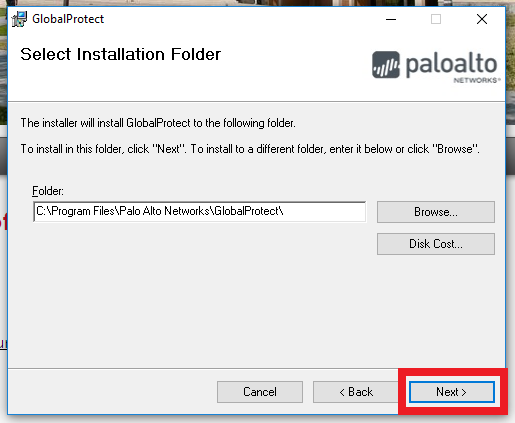 GlobalProtect
Select Installation Folder
paloalto
NETWORKS®
The installer will install GlobalProtect to the following folder.
To install in this folder, click "Next". To install to a different folder, enter it below or click "Browse".
Folder:
C:\Program Files\Palo Alto Networks\GlobalProtect\
Browse...
Disk Cost...
Cancel
< Back
Next >